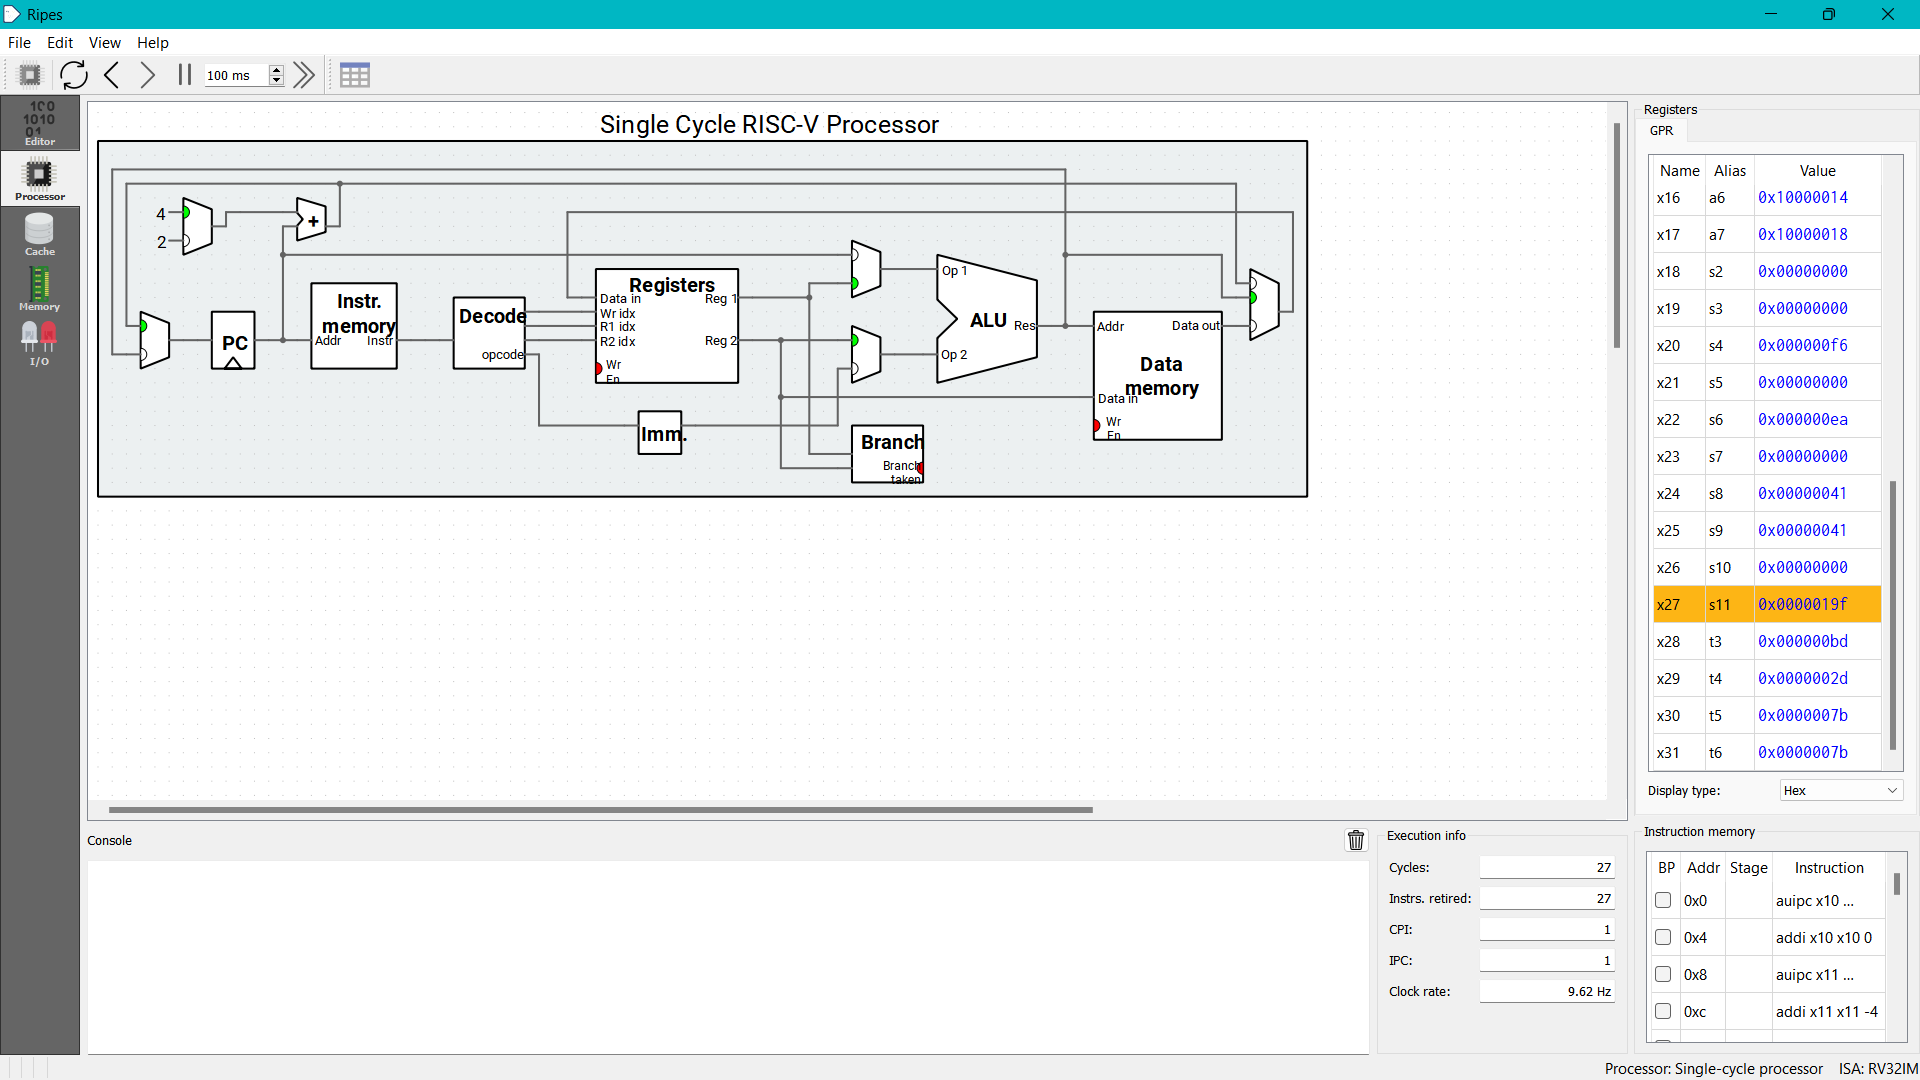 Ripes
File Edit View Help
100 ms
Editor
Processor
Cache
Memory
I/O
Single Cycle RISC-V Processor
4
2
+
PC
Instr. memory
Addr Instr
Decode
opcode
Registers
Data in
Wr idx
R1 idx
R2 idx
Wr En
Reg 1
Reg 2
Imm.
Op 1
Op 2
ALU
Res
Branch
Branch taken
Data memory
Addr
Data out
Data in
Wr En
Registers
GPR
Name Alias Value
x16 a6 0x10000014
x17 a7 0x10000018
x18 s2 0x00000000
x19 s3 0x00000000
x20 s4 0x000000f6
x21 s5 0x00000000
x22 s6 0x000000ea
x23 s7 0x00000000
x24 s8 0x00000041
x25 s9 0x00000041
x26 s10 0x00000000
x27 s11 0x0000019f
x28 t3 0x000000bd
x29 t4 0x0000002d
x30 t5 0x0000007b
x31 t6 0x0000007b
Display type: Hex
Console
Execution info
Cycles: 27
Instrs. retired: 27
CPI: 1
IPC: 1
Clock rate: 9.62 Hz
Instruction memory
BP Addr Stage Instruction
0x0 auipc x10 ...
0x4 addi x10 x10 0
0x8 auipc x11 ...
0xc addi x11 x11 -4
Processor: Single-cycle processor ISA: RV32IM